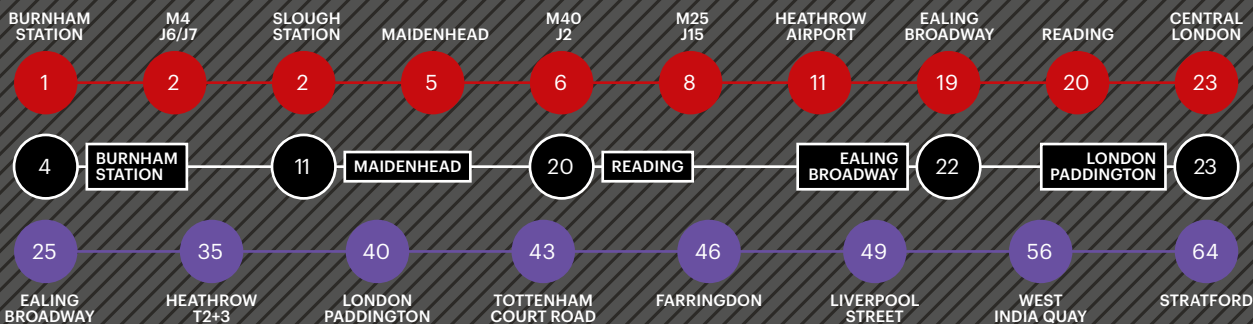 BURNHAM
STATION
M4
J6/J7
SLOUGH
STATION
MAIDENHEAD
M40
J2
M25
J15
HEATHROW
AIRPORT
EALING
BROADWAY
READING
CENTRAL
LONDON
1
2
2
5
6
8
11
19
20
23
4
BURNHAM
STATION
11
MAIDENHEAD
20
READING
EALING
BROADWAY
22
LONDON
PADDINGTON
23
25
35
40
43
46
49
56
64
EALING
BROADWAY
HEATHROW
T2+3
LONDON
PADDINGTON
TOTTENHAM
COURT ROAD
FARRINGDON
LIVERPOOL
STREET
WEST
INDIA QUAY
STRATFORD